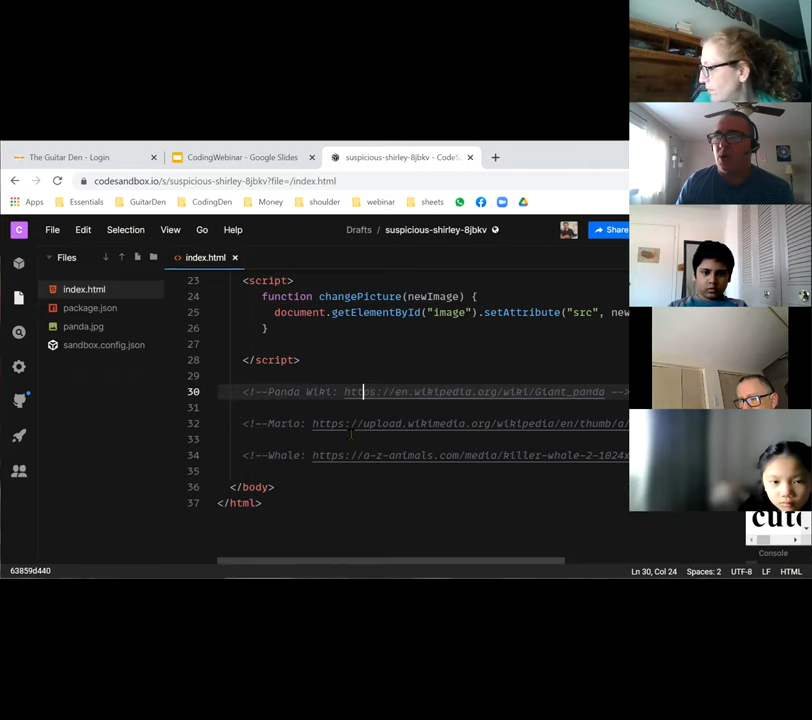 The Guitar Den - Login
CodingWebinar - Google Slides
suspicious-shirley-8jbkv - CodeS
codesandbox.io/s/suspicious-shirley-8jbkv?file=/index.html
Apps Essentials GuitarDen CodingDen Money shoulder webinar sheets
C File Edit Selection View Go Help Drafts / suspicious-shirley-8jbkv Share
Files
index.html
index.html
package.json
panda.jpg
sandbox.config.json
23 <script>
24 function changePicture(newImage) {
25 document.getElementById("image").setAttribute("src", new
26 }
27
28 </script>
29
30 <!--Panda Wiki: https://en.wikipedia.org/wiki/Giant_panda -->
31
32 <!--Mario: https://upload.wikimedia.org/wikipedia/en/thumb/a/
33
34 <!--Whale: https://a-z-animals.com/media/killer-whale-2-1024x
35
36 </body>
37 </html>
cute
Console
63859d440
Ln 30, Col 24 Spaces: 2 UTF-8 LF HTML